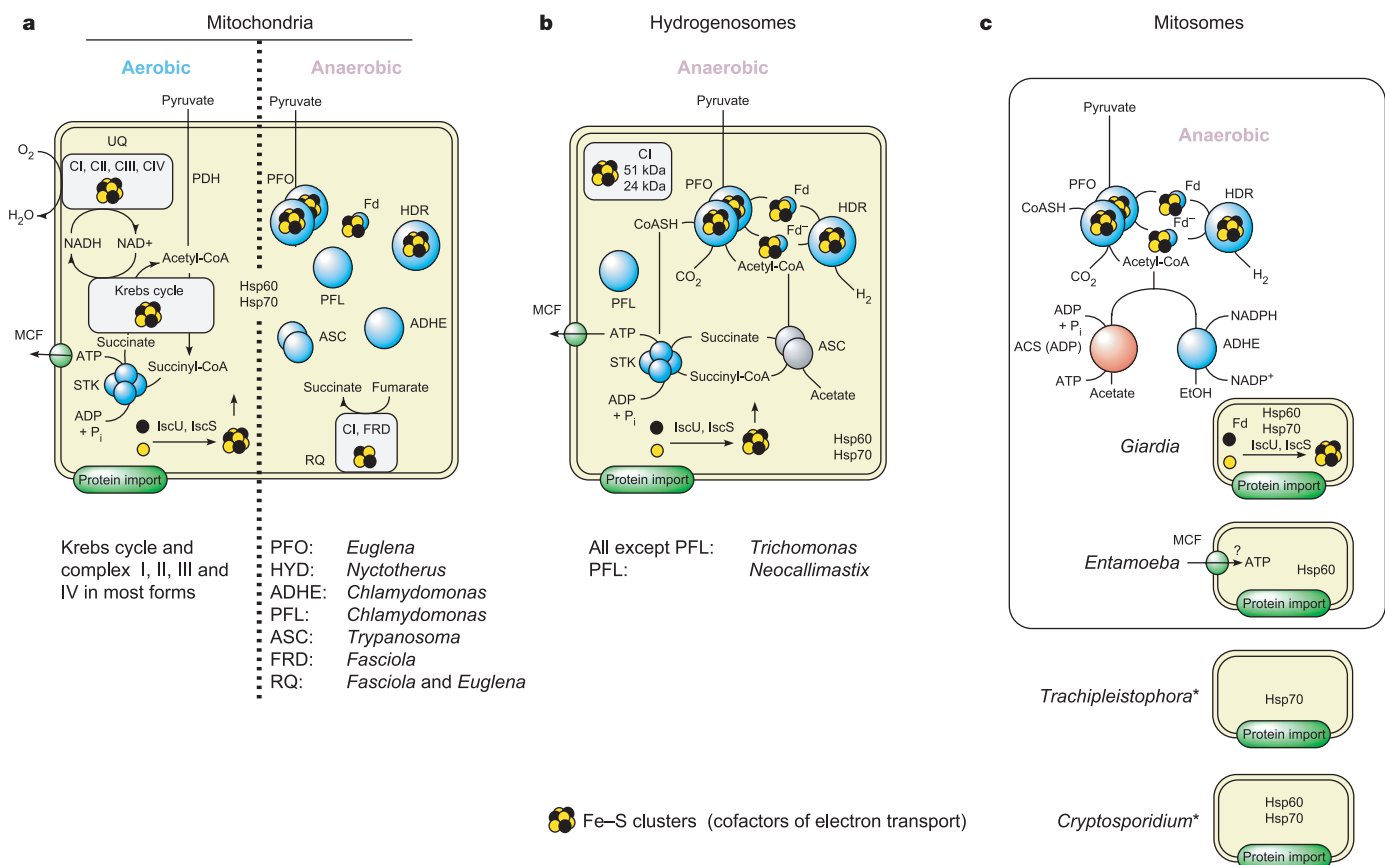 a
Mitochondria
Aerobic
Anaerobic
Pyruvate
Pyruvate
UQ
O2
CI, CII, CIII, CIV
PDH
H2O
NADH
NAD+
Acetyl-CoA
Krebs cycle
MCF
Succinate
ATP
Succinyl-CoA
STK
ADP
+ Pi
IscU, IscS
Protein import
Hsp60
Hsp70
PFO
Fd
HDR
PFL
ADHE
ASC
Succinate
Fumarate
CI, FRD
RQ
Krebs cycle and
complex I, II, III and
IV in most forms
PFO: Euglena
HYD: Nyctotherus
ADHE: Chlamydomonas
PFL: Chlamydomonas
ASC: Trypanosoma
FRD: Fasciola
RQ: Fasciola and Euglena
b
Hydrogenosomes
Anaerobic
Pyruvate
CI
51 kDa
24 kDa
PFO
Fd
HDR
CoASH
Fd–
CO2
Acetyl-CoA
H2
PFL
MCF
ATP
Succinate
ASC
STK
Succinyl-CoA
Acetate
ADP
+ Pi
IscU, IscS
Hsp60
Hsp70
Protein import
All except PFL: Trichomonas
PFL: Neocallimastix
c
Mitosomes
Pyruvate
Anaerobic
PFO
Fd
HDR
CoASH
Fd–
CO2
Acetyl-CoA
H2
ADP
+ Pi
NADPH
ACS (ADP)
ADHE
ATP
NADP+
Acetate
EtOH
Giardia
Fd
Hsp60
Hsp70
IscU, IscS
Protein import
Entamoeba
MCF
?
ATP
Hsp60
Protein import
Trachipleistophora*
Hsp70
Protein import
Cryptosporidium*
Hsp60
Hsp70
Protein import
Fe–S clusters (cofactors of electron transport)